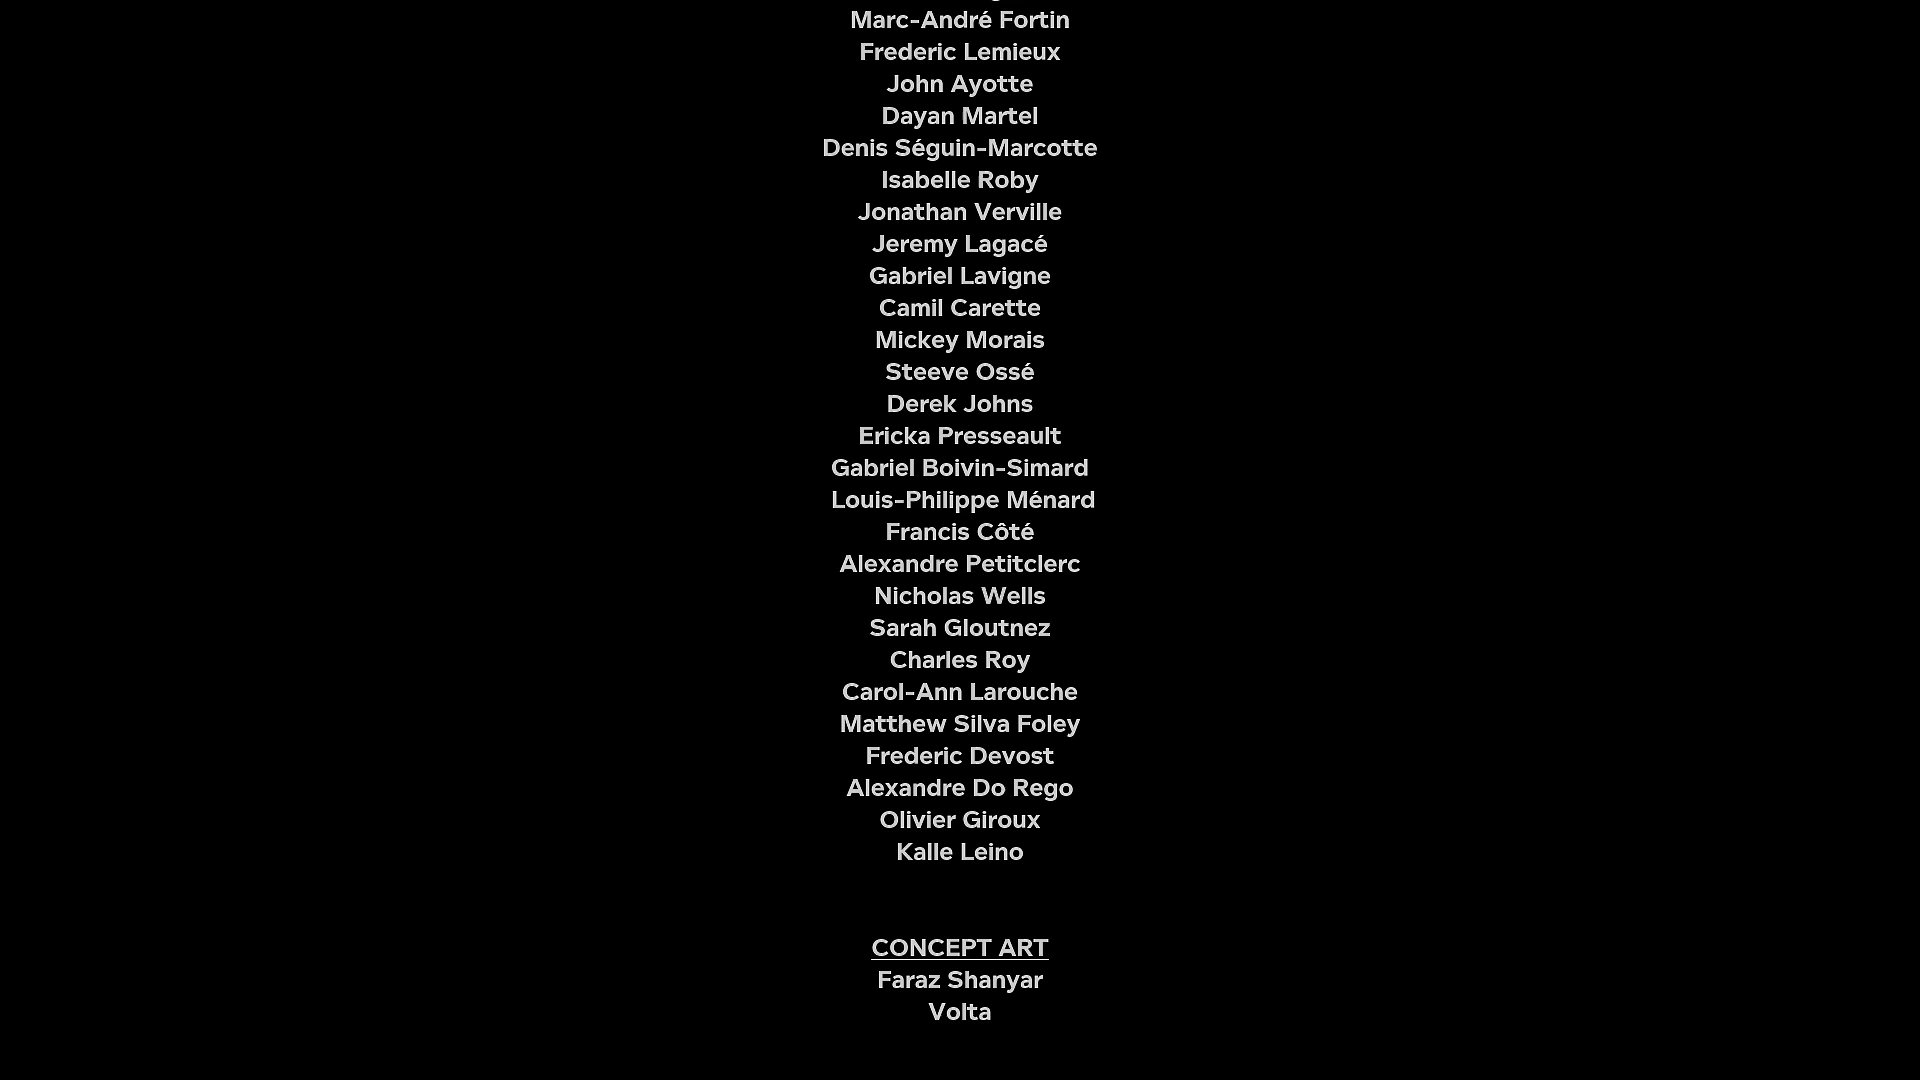 Marc-André Fortin
Frederic Lemieux
John Ayotte
Dayan Martel
Denis Séguin-Marcotte
Isabelle Roby
Jonathan Verville
Jeremy Lagacé
Gabriel Lavigne
Camil Carette
Mickey Morais
Steeve Ossé
Derek Johns
Ericka Presseault
Gabriel Boivin-Simard
Louis-Philippe Ménard
Francis Côté
Alexandre Petitclerc
Nicholas Wells
Sarah Gloutnez
Charles Roy
Carol-Ann Larouche
Matthew Silva Foley
Frederic Devost
Alexandre Do Rego
Olivier Giroux
Kalle Leino
CONCEPT ART
Faraz Shanyar
Volta